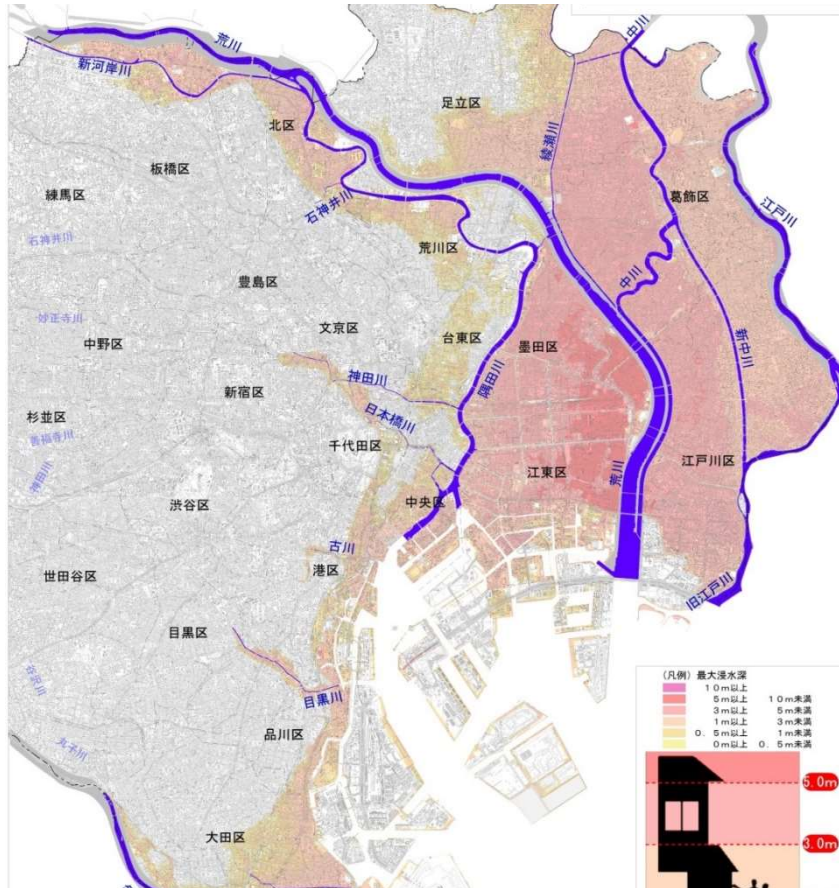 荒川
中川
新河岸川
足立区
北区
綾瀬川
板橋区
練馬区
葛飾区
石神井川
江戸川
石神井川
荒川区
豊島区
中川
妙正寺川
文京区
台東区
中野区
墨田区
新中川
隅田川
神田川
新宿区
日本橋川
杉並区
善福寺川
千代田区
江戸川区
江東区
荒川
神田川
中央区
渋谷区
古川
港区
世田谷区
旧江戸川
目黒区
谷沢川
目黒川
品川区
丸子川
大田区
(凡例) 最大浸水深
10m以上
5m以上 10m未満
3m以上 5m未満
1m以上 3m未満
0.5m以上 1m未満
0m以上 0.5m未満
5.0m
3.0m